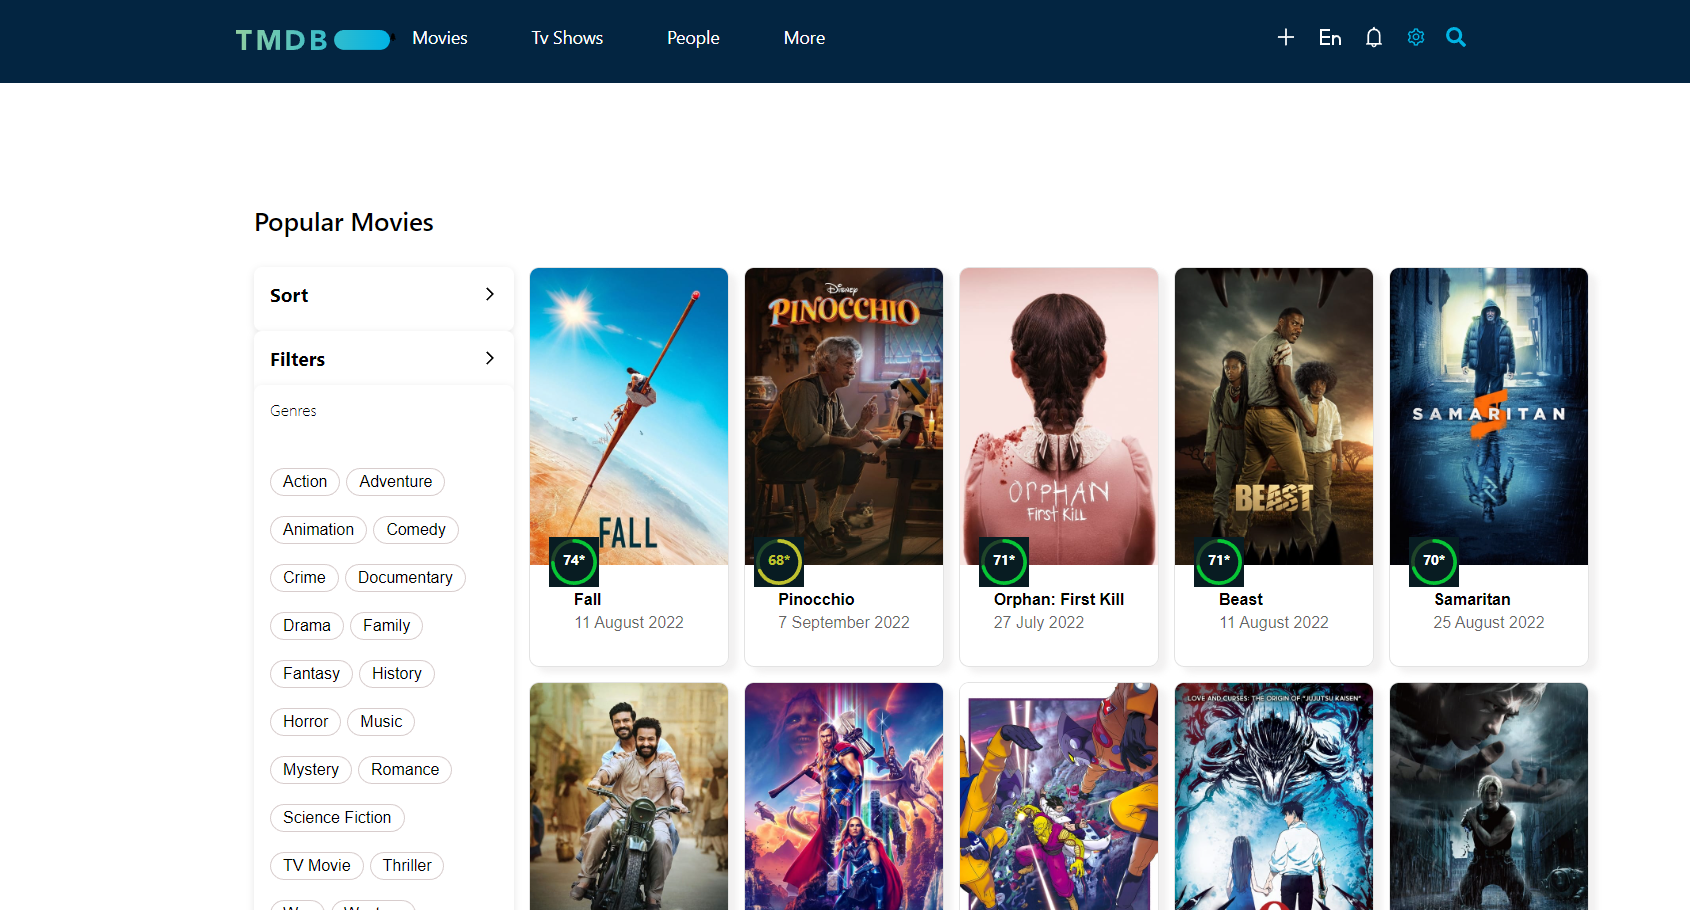 TMDB Movies Tv Shows People More En
Popular Movies
Sort
Filters
Genres
Action Adventure
Animation Comedy
Crime Documentary
Drama Family
Fantasy History
Horror Music
Mystery Romance
Science Fiction
TV Movie Thriller
FALL
74*
Fall
11 August 2022
Disney
PINOCCHIO
68*
Pinocchio
7 September 2022
ORPHAN
FIRST KILL
71*
Orphan: First Kill
27 July 2022
BEAST
71*
Beast
11 August 2022
SAMARITAN
70*
Samaritan
25 August 2022
LOVE AND CURSES: THE ORIGIN OF "JUJUTSU KAISEN"